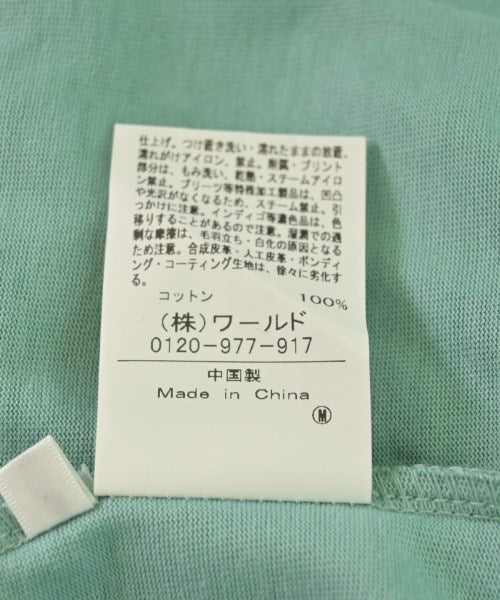 仕上げ。つけ置き洗い・濡れたままの放置、
濡れがけアイロン、禁止。附属・プリント
部分は、もみ洗い、乾熱・スチームアイロ
ン禁止。プリーツ等特殊加工製品は、凹凸
や光沢がなくなるため、スチーム禁止。引
っかけに注意。インディゴ等濃色品は、色
移りすることがあるので注意。湿潤での過
剰な摩擦は、毛羽立ち・白化の原因となる
ため注意。合成皮革・人工皮革・ボンディ
ング・コーティング生地は、徐々に劣化す
る。
コットン 100%
(株)ワールド
0120-977-917
中国製
Made in China
Ⓜ